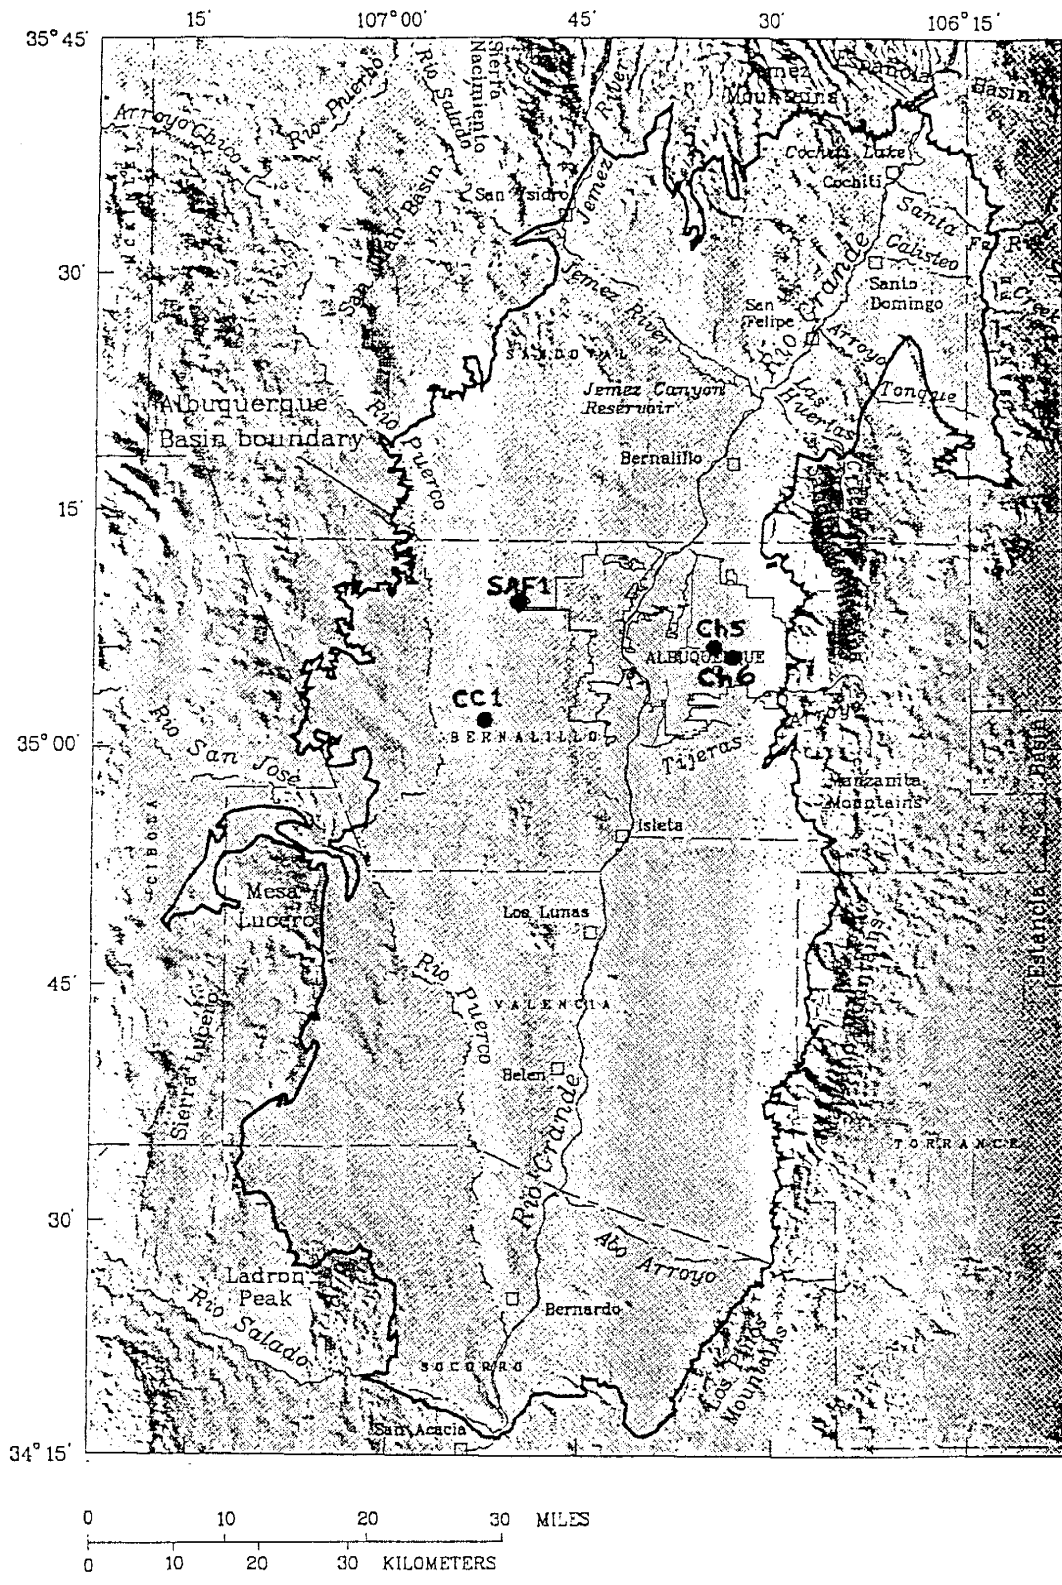 15' 107°00' 45' 30' 106°15'
35°45'
Sierra
Nacimiento
Rio Puerco
Rio
Salado
River
Jemez
Mountains
Española
Basin
Arroyo Chico
Cochiti Lake
Cochiti
San Ysidro
Jemez
MCKINLEY
San Juan Basin
Santa
Fe R
Galisteo
Cr
30'
Jemez River
Santo
Domingo
San
Felipe
Rio Grande
Arroyo
SANDOVAL
Tonque
Jemez Canyon
Reservoir
Las
Huertas
Albuquerque
Basin boundary
Rio Puerco
Bernalillo
15'
SAF1
Ch5
ALBUQUERQUE
Ch6
CC1
Arroyo
BERNALILLO
Tijeras
35°00'
Rio San Jose
Manzanita
Mountains
Basin
Isleta
CIBOLA
Mesa
Lucero
Los Lunas
Estancia
Manzano Mountains
45'
Rio Puerco
VALENCIA
Sierra Lucero
Belen
TORRANCE
Rio Grande
30'
Abo Arroyo
Ladron
Peak
Bernardo
Rio Salado
SOCORRO
Los Pinos
Mountains
San Acacia
34°15'
0 10 20 30 MILES
0 10 20 30 KILOMETERS